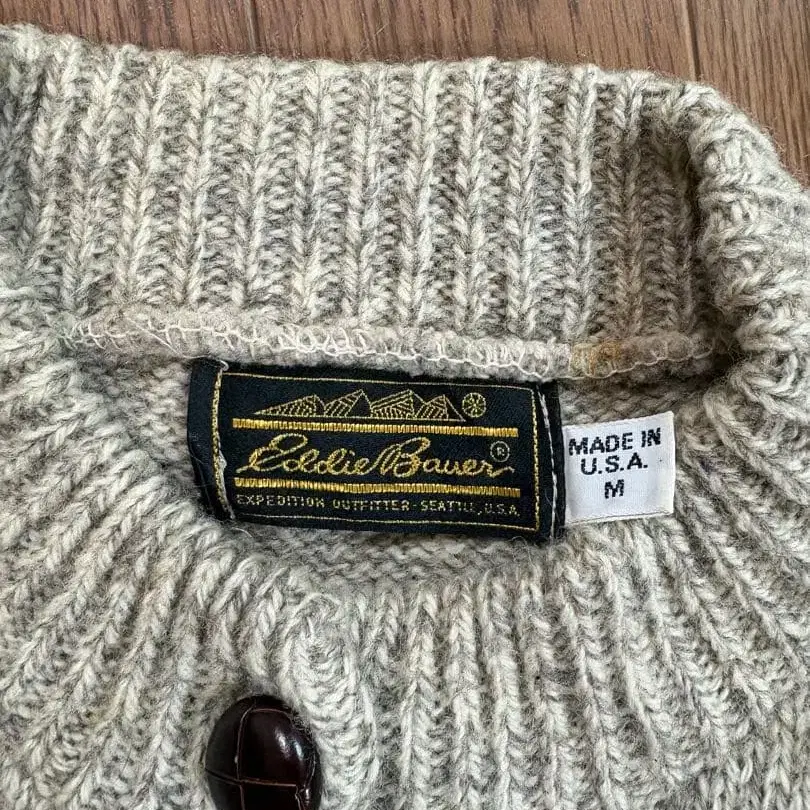 Eddie Bauer®
EXPEDITION OUTFITTER - SEATTLE, U.S.A.
MADE IN
U.S.A.
M